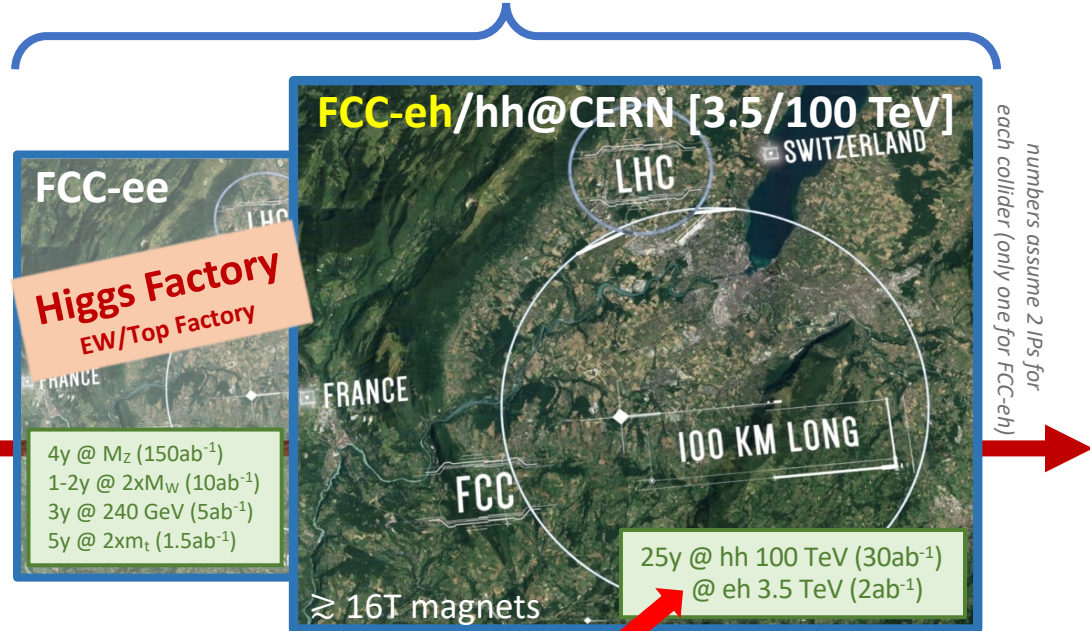 FCC-eh/hh@CERN [3.5/100 TeV]
SWITZERLAND
LHC
FCC-ee
LHC
Higgs Factory
EW/Top Factory
FRANCE
FRANCE
100 KM LONG
FCC
4y @ M_Z (150ab⁻¹)
1-2y @ 2xM_W (10ab⁻¹)
3y @ 240 GeV (5ab⁻¹)
5y @ 2xm_t (1.5ab⁻¹)
25y @ hh 100 TeV (30ab⁻¹)
@ eh 3.5 TeV (2ab⁻¹)
≳ 16T magnets
numbers assume 2 IPs for
each collider (only one for FCC-eh)